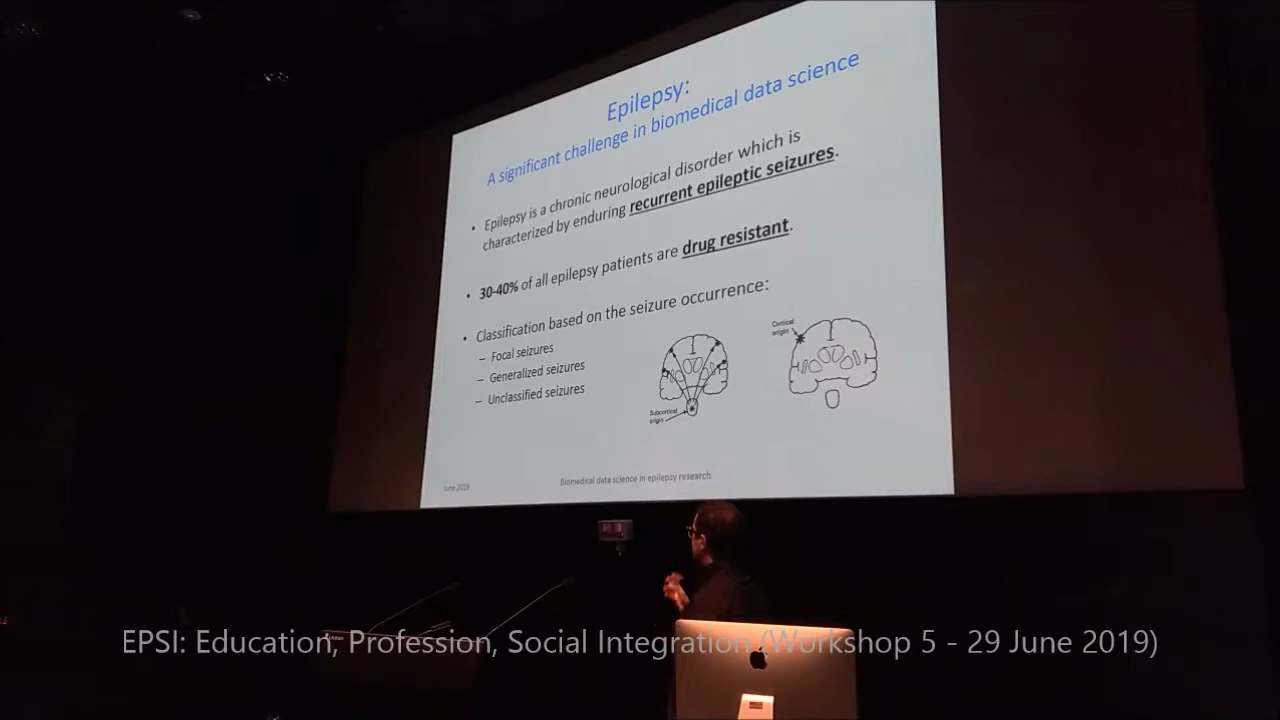 Epilepsy:
A significant challenge in biomedical data science
• Epilepsy is a chronic neurological disorder which is
characterized by enduring recurrent epileptic seizures.
• 30-40% of all epilepsy patients are drug resistant.
• Classification based on the seizure occurrence:
– Focal seizures
– Generalized seizures
– Unclassified seizures
Subcortical
origin
Cortical
origin
June 2019
Biomedical data science in epilepsy research
EPSI: Education, Profession, Social Integration (Workshop 5 - 29 June 2019)